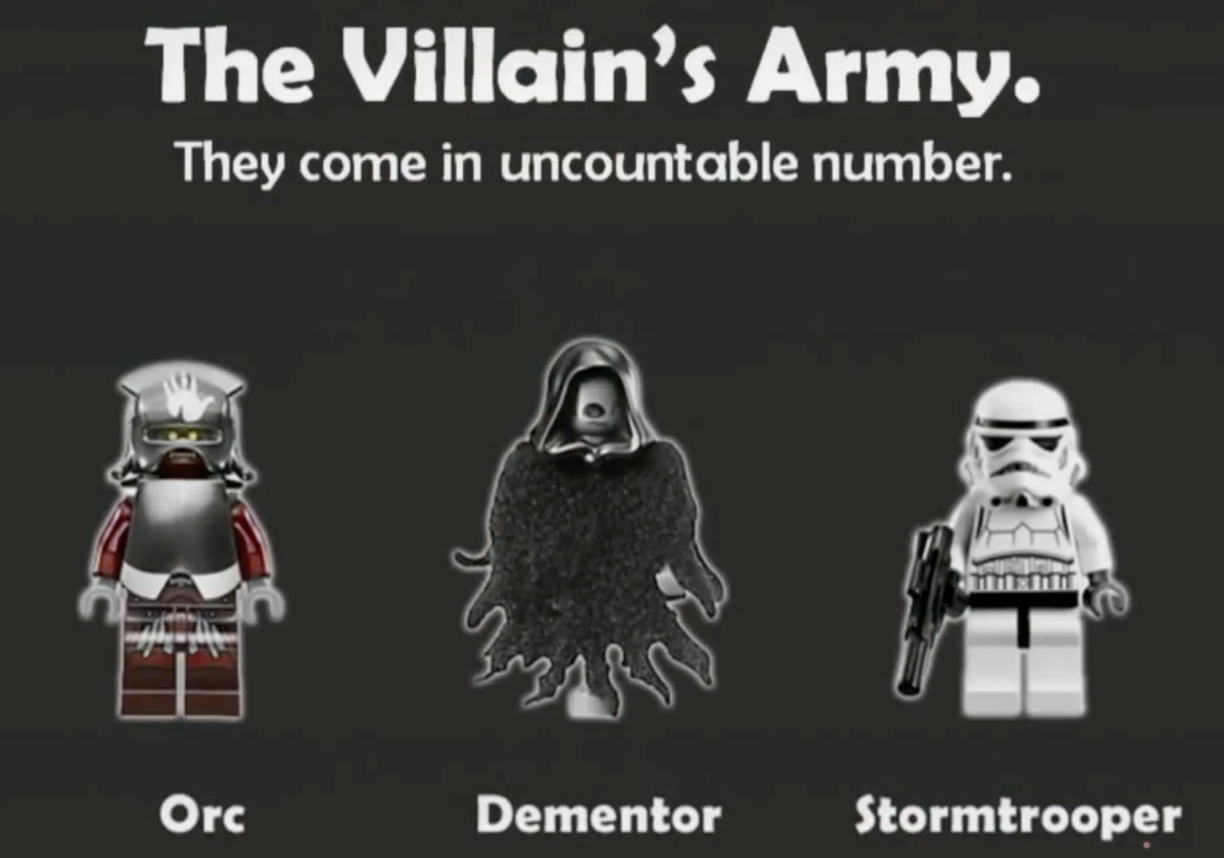 The Villain's Army.
They come in uncountable number.
Orc
Dementor
Stormtrooper